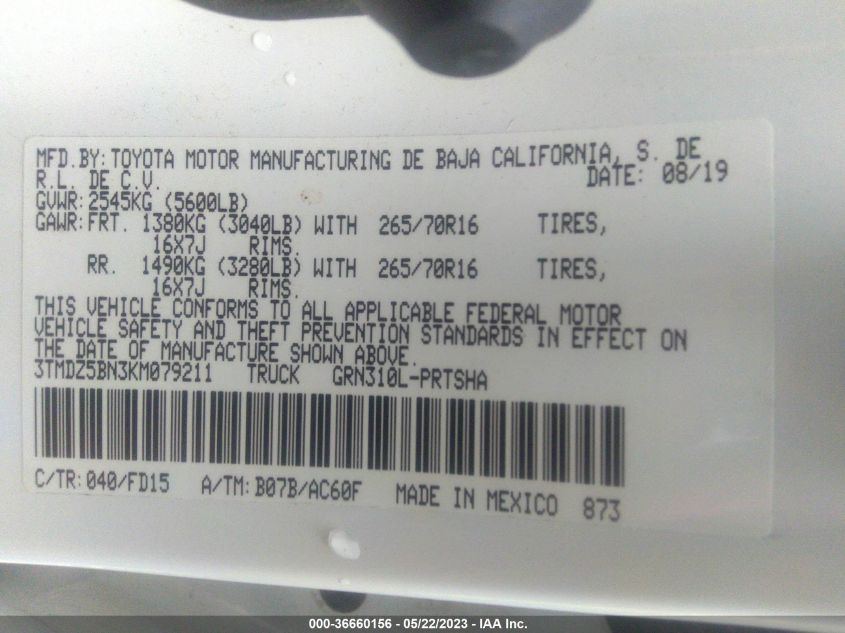 MFD.BY: TOYOTA MOTOR MANUFACTURING DE BAJA CALIFORNIA, S. DE
R.L. DE C.V. DATE: 08/19
GVWR: 2545KG (5600LB)
GAWR: FRT. 1380KG (3040LB) WITH 265/70R16 TIRES,
16X7J RIMS.
RR. 1490KG (3280LB) WITH 265/70R16 TIRES,
16X7J RIMS.
THIS VEHICLE CONFORMS TO ALL APPLICABLE FEDERAL MOTOR
VEHICLE SAFETY AND THEFT PREVENTION STANDARDS IN EFFECT ON
THE DATE OF MANUFACTURE SHOWN ABOVE.
3TMDZ5BN3KM079211 TRUCK GRN310L-PRTSHA
C/TR: 040/FD15 A/TM: B07B/AC60F MADE IN MEXICO 873
000-36660156 - 05/22/2023 - IAA Inc.